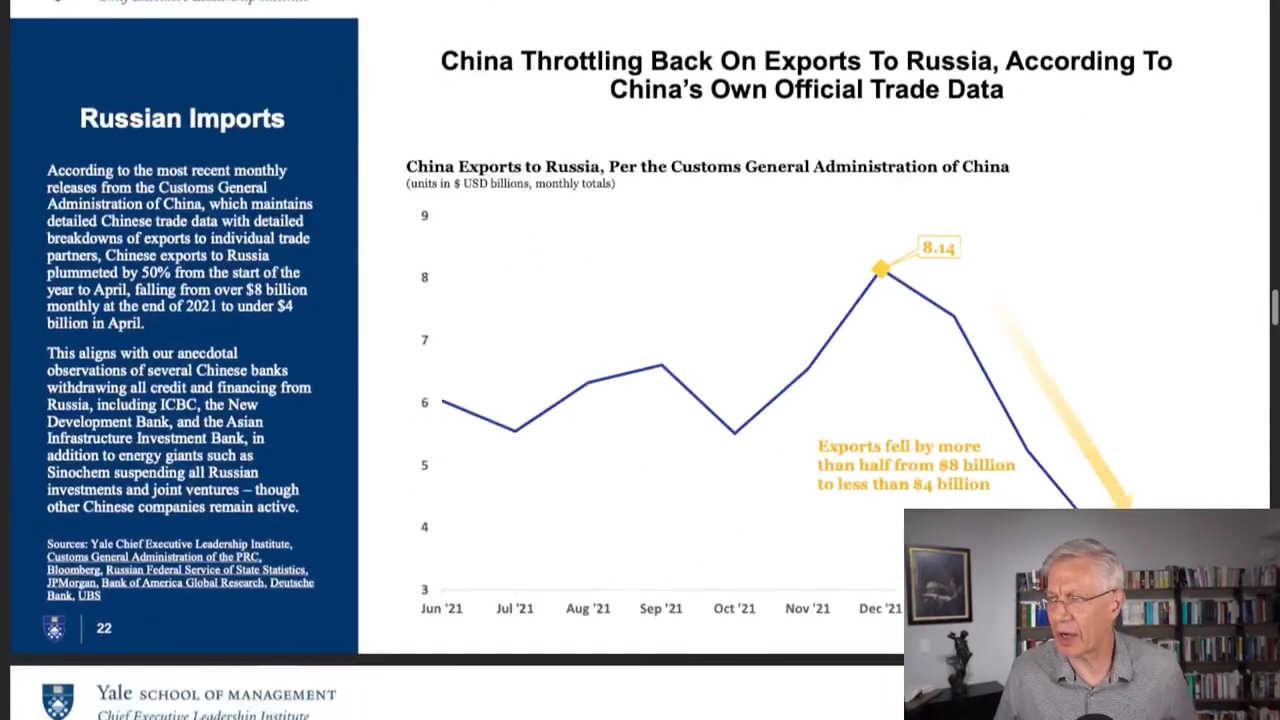 Chief Executive Leadership Institute
Russian Imports
According to the most recent monthly
releases from the Customs General
Administration of China, which maintains
detailed Chinese trade data with detailed
breakdowns of exports to individual trade
partners, Chinese exports to Russia
plummeted by 50% from the start of the
year to April, falling from over $8 billion
monthly at the end of 2021 to under $4
billion in April.
This aligns with our anecdotal
observations of several Chinese banks
withdrawing all credit and financing from
Russia, including ICBC, the New
Development Bank, and the Asian
Infrastructure Investment Bank, in
addition to energy giants such as
Sinochem suspending all Russian
investments and joint ventures – though
other Chinese companies remain active.
Sources: Yale Chief Executive Leadership Institute,
Customs General Administration of the PRC,
Bloomberg, Russian Federal Service of State Statistics,
JPMorgan, Bank of America Global Research, Deutsche
Bank, UBS
22
China Throttling Back On Exports To Russia, According To
China’s Own Official Trade Data
China Exports to Russia, Per the Customs General Administration of China
(units in $ USD billions, monthly totals)
9
8
7
6
5
4
3
8.14
Exports fell by more
than half from $8 billion
to less than $4 billion
Jun '21 Jul '21 Aug '21 Sep '21 Oct '21 Nov '21 Dec '21
Yale SCHOOL OF MANAGEMENT
Chief Executive Leadership Institute